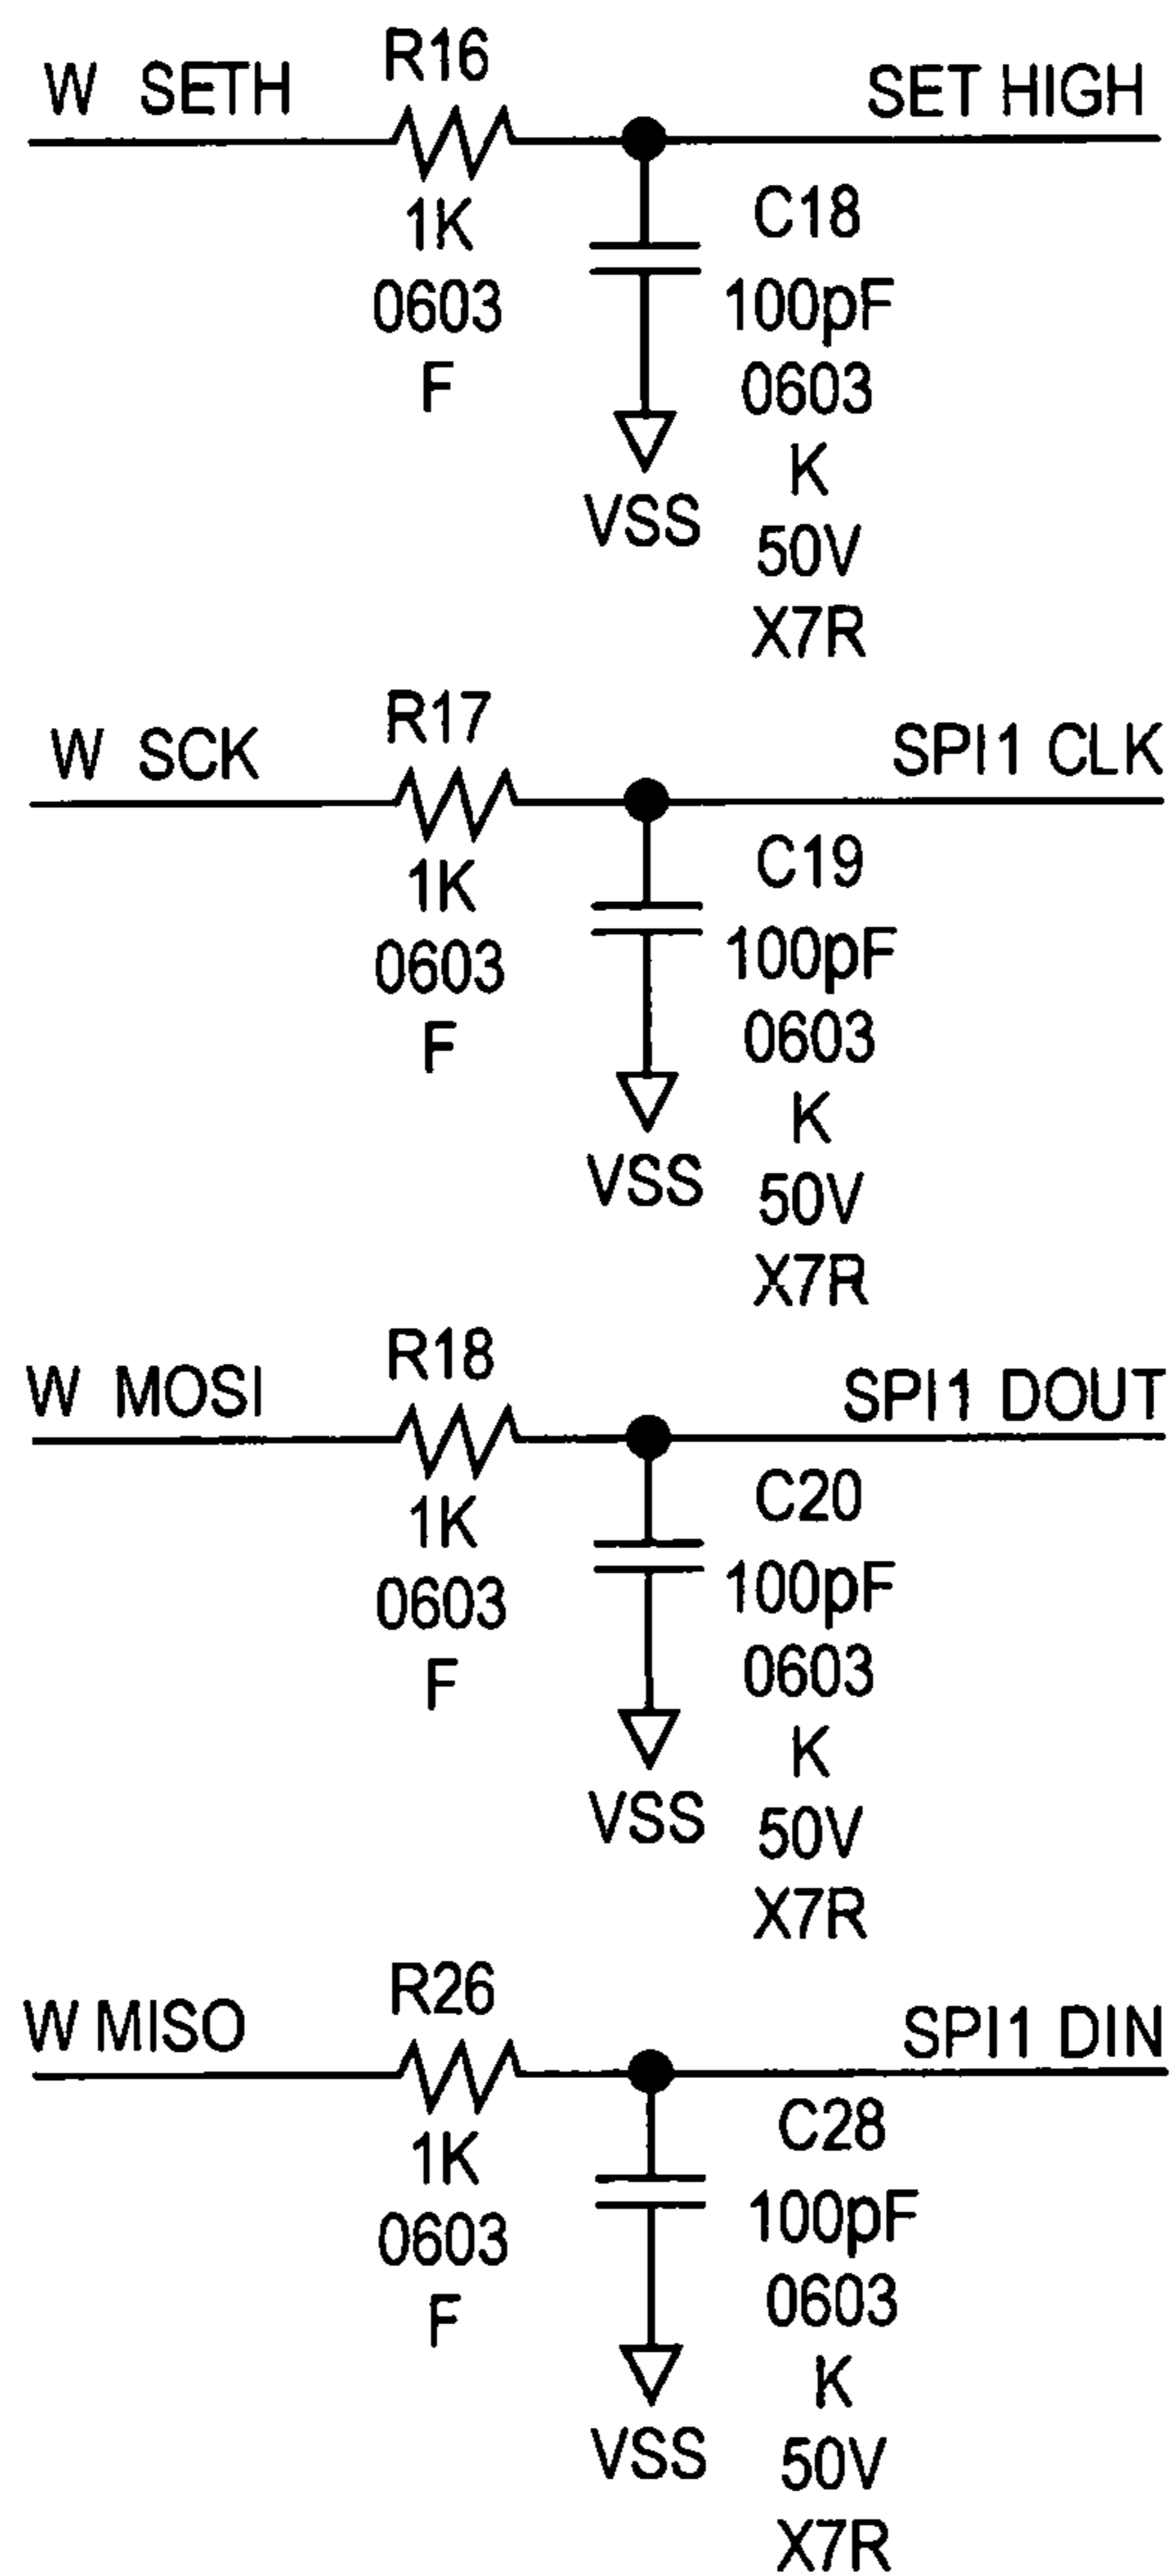 R16
W SETH
SET HIGH
1K
0603
F
C18
100pF
0603
K
50V
X7R
VSS
R17
W SCK
SPI1 CLK
1K
0603
F
C19
100pF
0603
K
50V
X7R
VSS
R18
W MOSI
SPI1 DOUT
1K
0603
F
C20
100pF
0603
K
50V
X7R
VSS
R26
W MISO
SPI1 DIN
1K
0603
F
C28
100pF
0603
K
50V
X7R
VSS